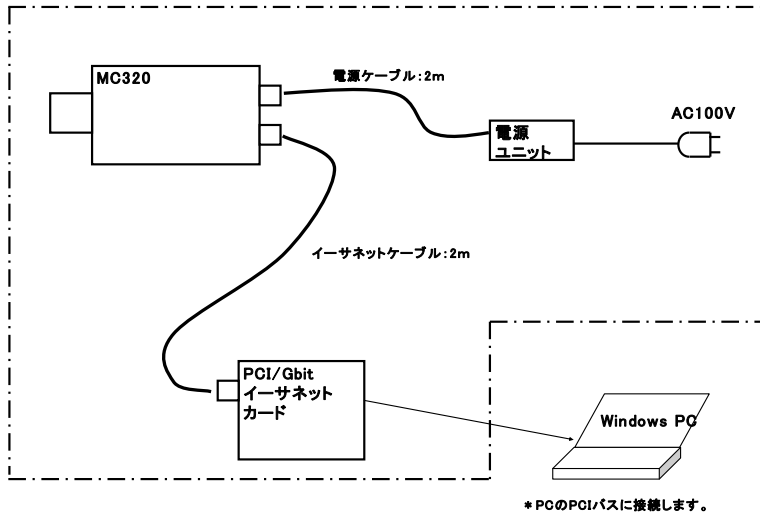 MC320
電源ケーブル:2m
AC100V
電源
ユニット
イーサネットケーブル:2m
PCI/Gbit
イーサネット
カード
Windows PC
*PCのPCIバスに接続します。